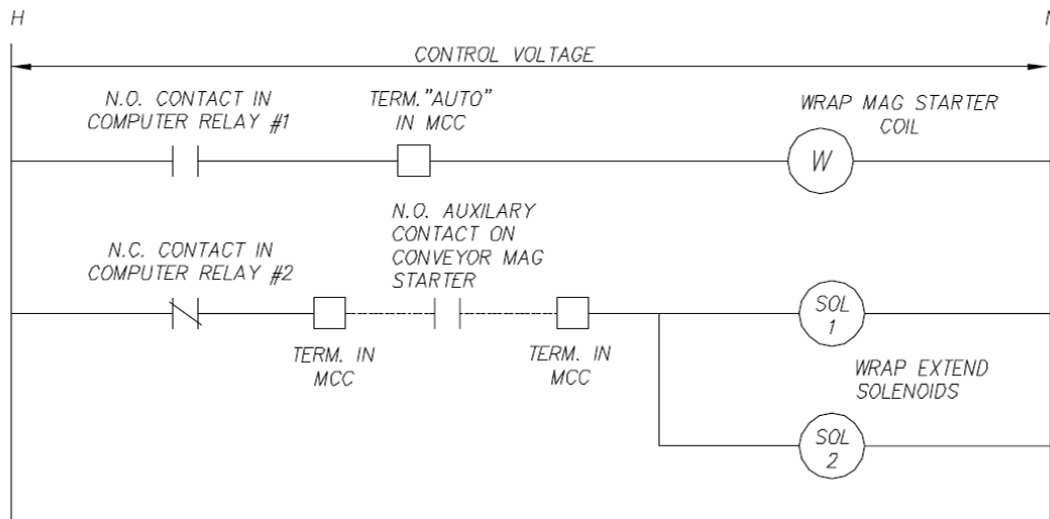 H
CONTROL VOLTAGE
N.O. CONTACT IN
COMPUTER RELAY #1
TERM."AUTO"
IN MCC
WRAP MAG STARTER
COIL
W
N.C. CONTACT IN
COMPUTER RELAY #2
N.O. AUXILARY
CONTACT ON
CONVEYOR MAG
STARTER
TERM. IN
MCC
TERM. IN
MCC
SOL
1
WRAP EXTEND
SOLENOIDS
SOL
2